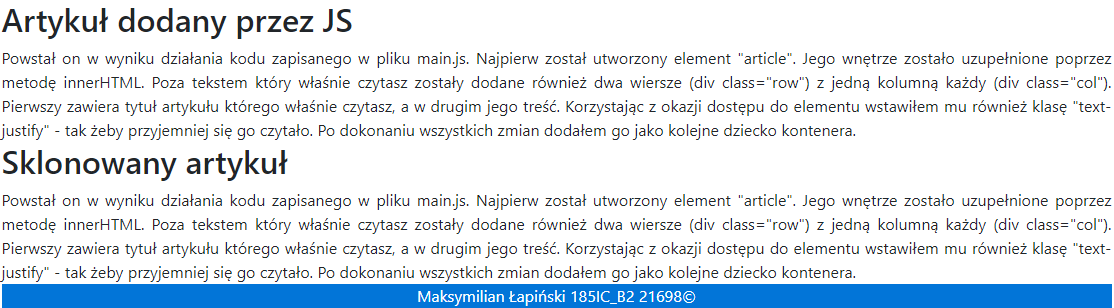 Artykuł dodany przez JS
Powstał on w wyniku działania kodu zapisanego w pliku main.js. Najpierw został utworzony element "article". Jego wnętrze zostało uzupełnione poprzez
metodę innerHTML. Poza tekstem który właśnie czytasz zostały dodane również dwa wiersze (div class="row") z jedną kolumną każdy (div class="col").
Pierwszy zawiera tytuł artykułu którego właśnie czytasz, a w drugim jego treść. Korzystając z okazji dostępu do elementu wstawiłem mu również klasę "text-
justify" - tak żeby przyjemniej się go czytało. Po dokonaniu wszystkich zmian dodałem go jako kolejne dziecko kontenera.
Sklonowany artykuł
Powstał on w wyniku działania kodu zapisanego w pliku main.js. Najpierw został utworzony element "article". Jego wnętrze zostało uzupełnione poprzez
metodę innerHTML. Poza tekstem który właśnie czytasz zostały dodane również dwa wiersze (div class="row") z jedną kolumną każdy (div class="col").
Pierwszy zawiera tytuł artykułu którego właśnie czytasz, a w drugim jego treść. Korzystając z okazji dostępu do elementu wstawiłem mu również klasę "text-
justify" - tak żeby przyjemniej się go czytało. Po dokonaniu wszystkich zmian dodałem go jako kolejne dziecko kontenera.
Maksymilian Łapiński 185IC_B2 21698©